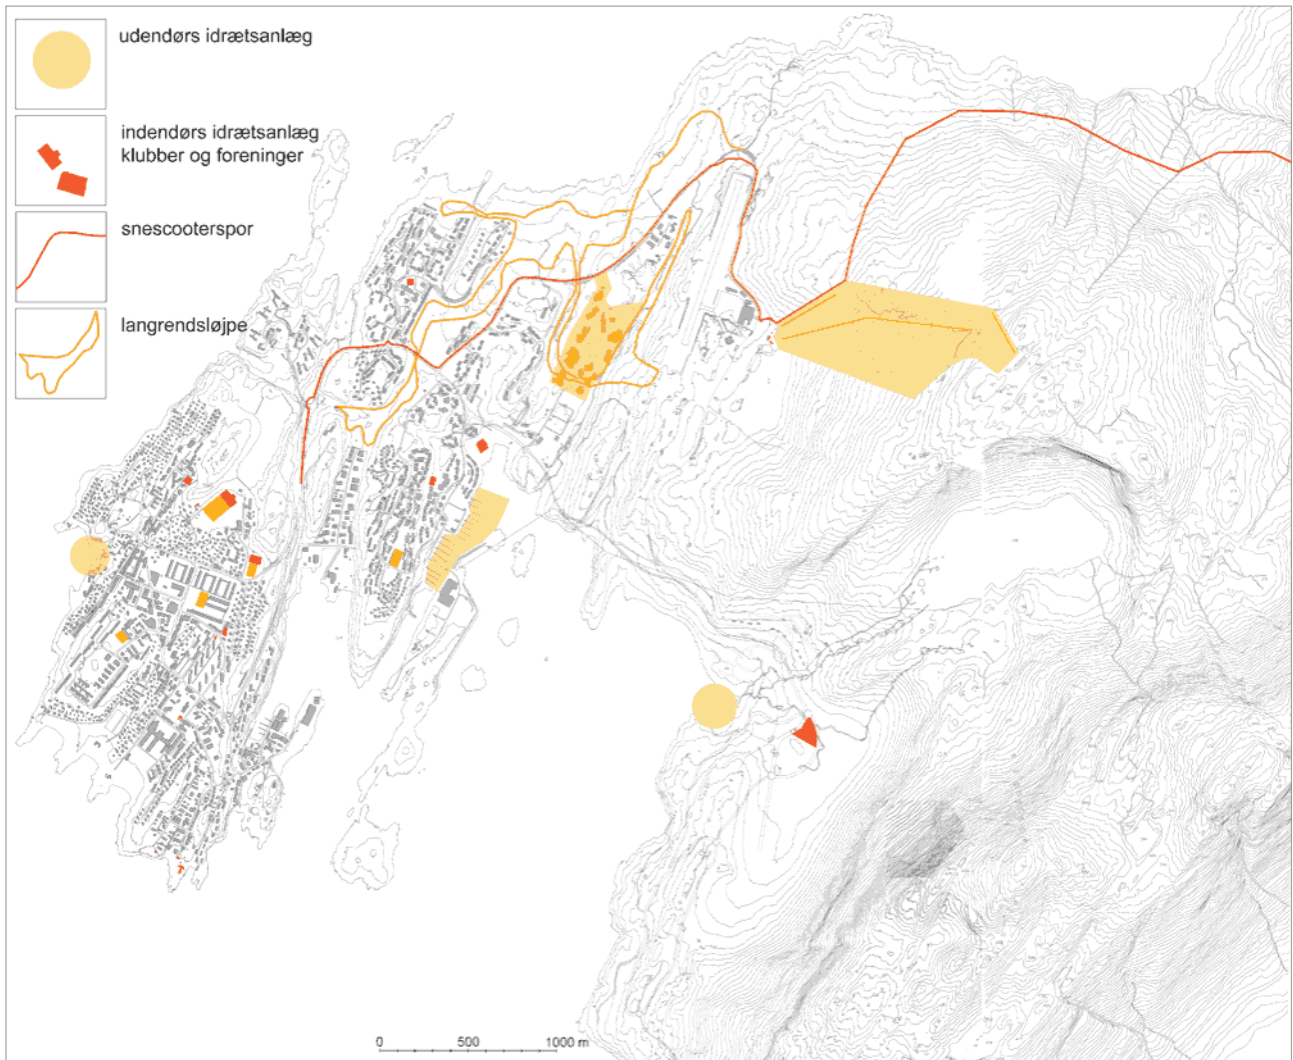 udendørs idrætsanlæg
indendørs idrætsanlæg
klubber og foreninger
snescooterspor
langrendsløjpe
0 500 1000 m